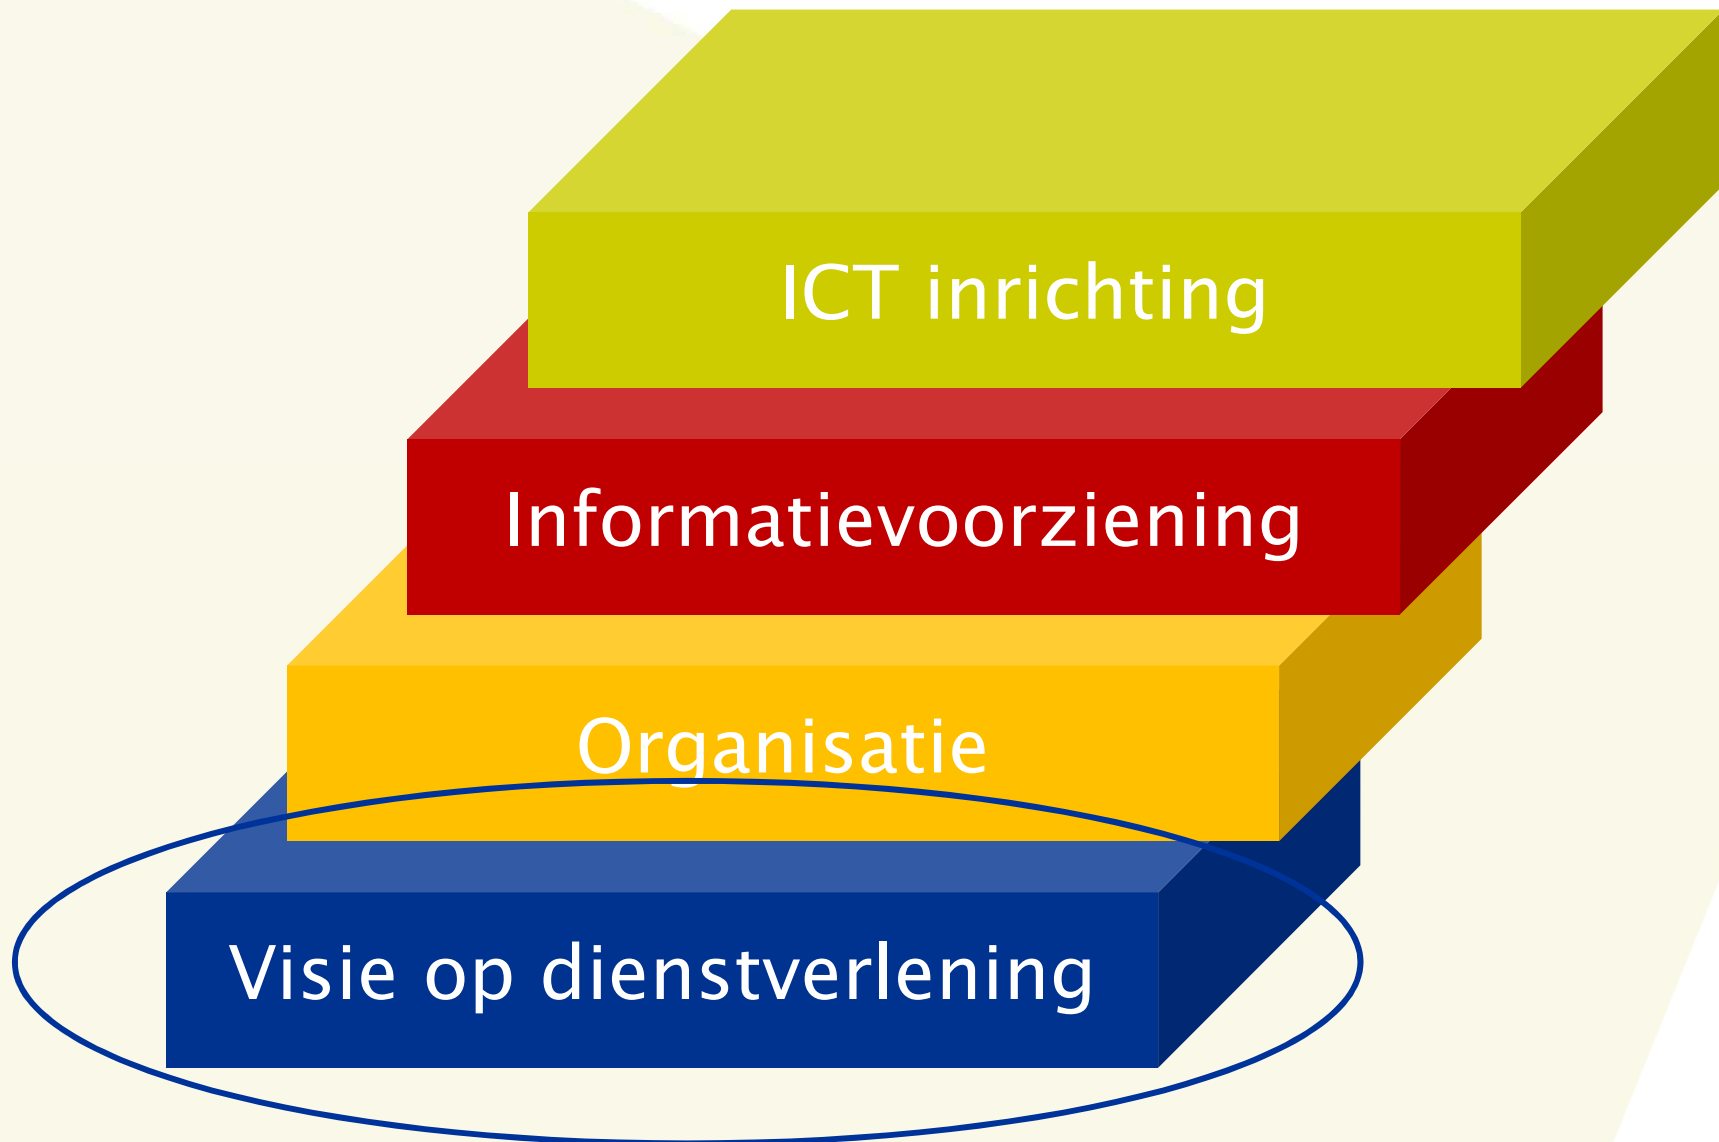 ICT inrichting
Informatievoorziening
Organisatie
Visie op dienstverlening